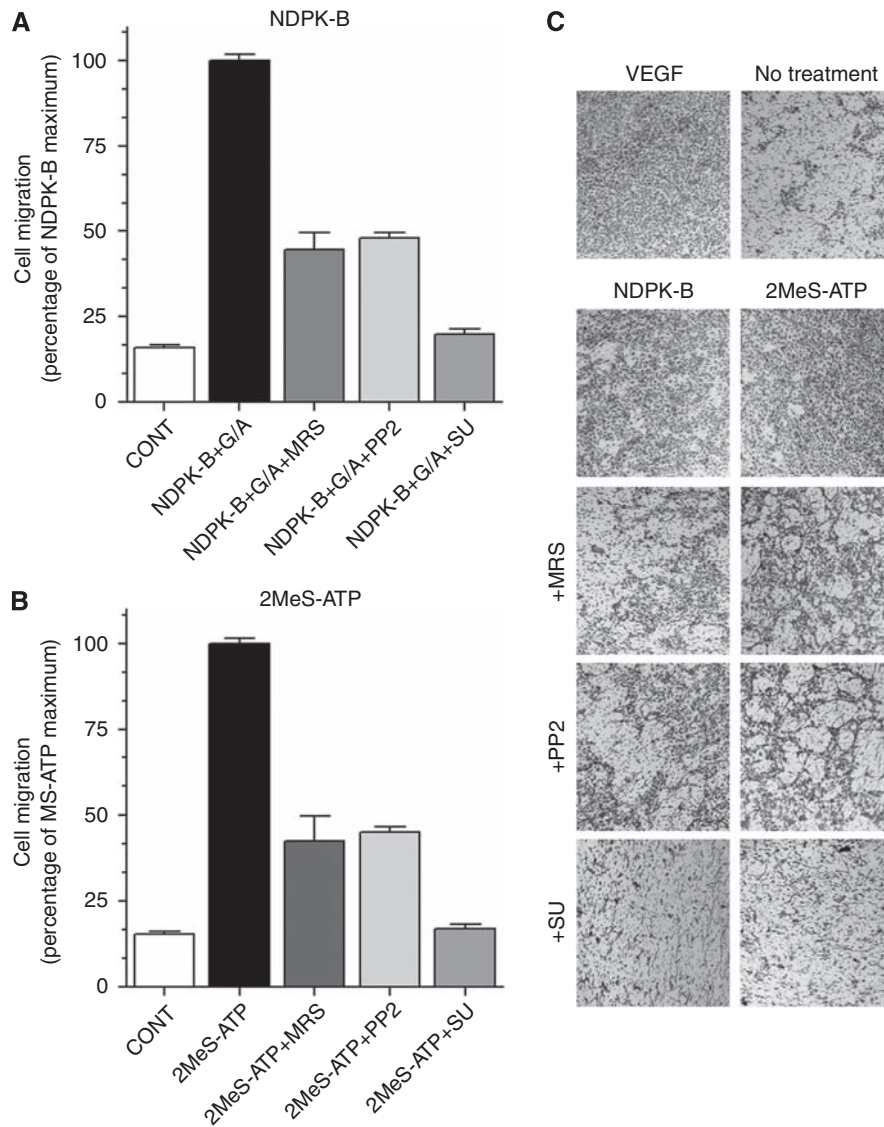 A
NDPK-B
Cell migration
(percentage of NDPK-B maximum)
100
75
50
25
0
CONT
NDPK-B+G/A
NDPK-B+G/A+MRS
NDPK-B+G/A+PP2
NDPK-B+G/A+SU
B
2MeS-ATP
Cell migration
(percentage of MS-ATP maximum)
100
75
50
25
0
CONT
2MeS-ATP
2MeS-ATP+MRS
2MeS-ATP+PP2
2MeS-ATP+SU
C
VEGF
No treatment
NDPK-B
2MeS-ATP
+MRS
+PP2
+SU